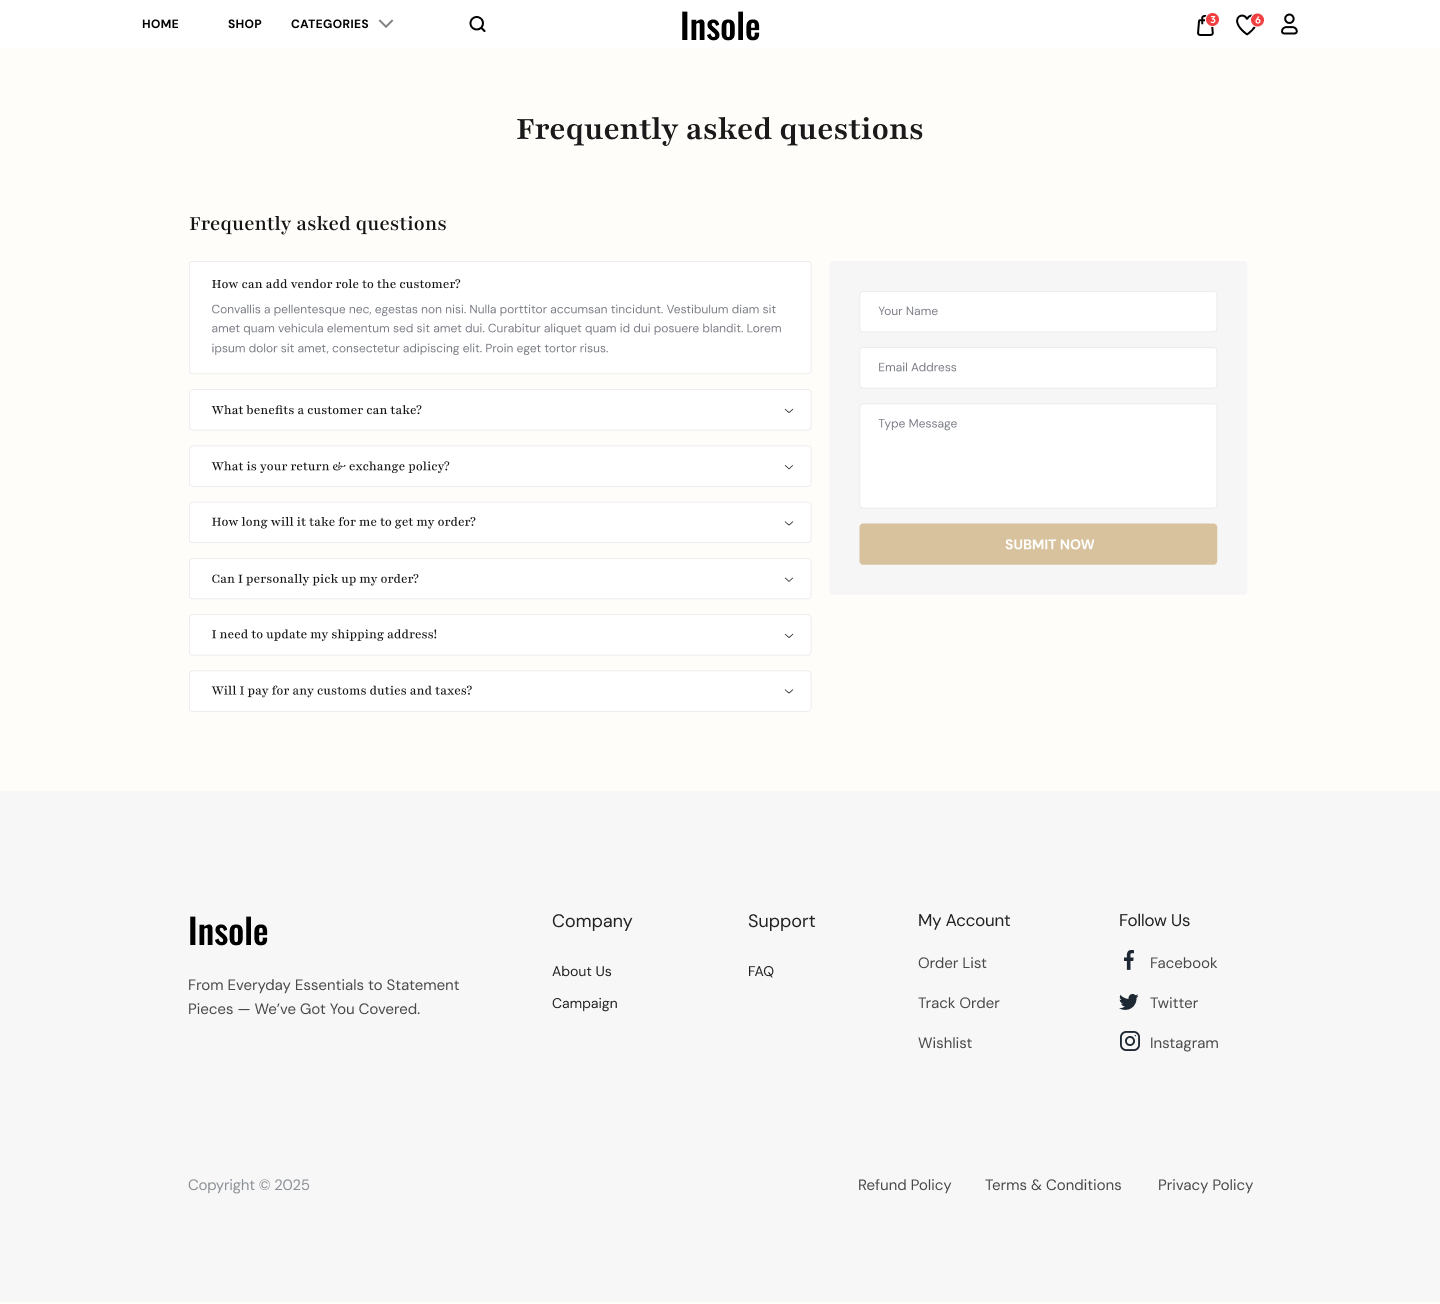 HOME
SHOP
CATEGORIES
Insole
3
6
Frequently asked questions
Frequently asked questions
How can add vendor role to the customer?
Convallis a pellentesque nec, egestas non nisi. Nulla porttitor accumsan tincidunt. Vestibulum diam sit
amet quam vehicula elementum sed sit amet dui. Curabitur aliquet quam id dui posuere blandit. Lorem
ipsum dolor sit amet, consectetur adipiscing elit. Proin eget tortor risus.
What benefits a customer can take?
What is your return & exchange policy?
How long will it take for me to get my order?
Can I personally pick up my order?
I need to update my shipping address!
Will I pay for any customs duties and taxes?
Your Name
Email Address
Type Message
SUBMIT NOW
Insole
From Everyday Essentials to Statement
Pieces — We’ve Got You Covered.
Company
About Us
Campaign
Support
FAQ
My Account
Order List
Track Order
Wishlist
Follow Us
Facebook
Twitter
Instagram
Copyright © 2025
Refund Policy
Terms & Conditions
Privacy Policy